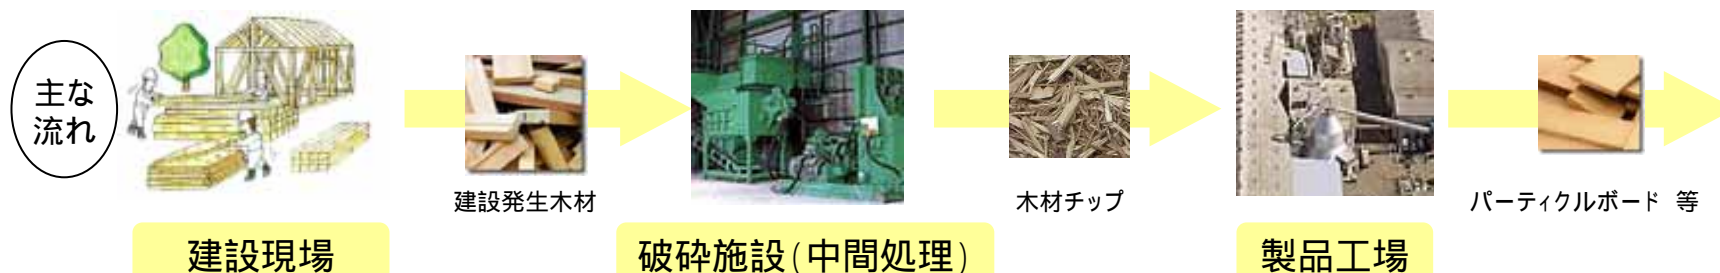 主な
流れ
建設発生木材
木材チップ
パーティクルボード 等
建設現場
破砕施設(中間処理)
製品工場